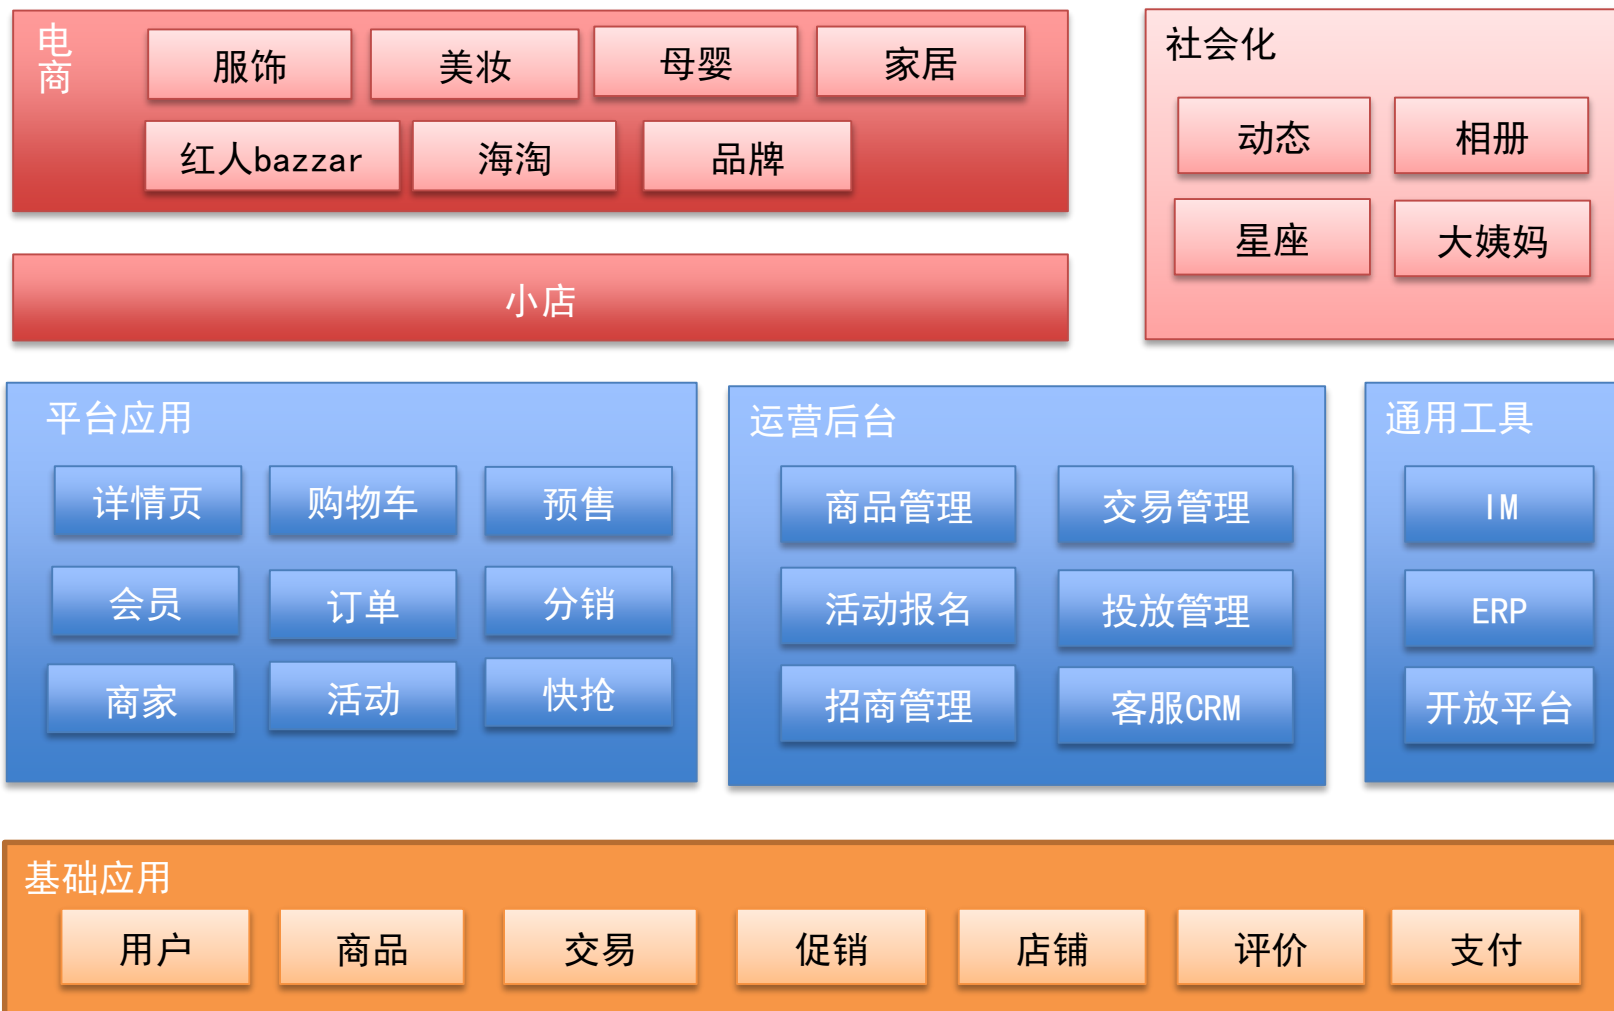 电商
服饰 美妆 母婴 家居
红人bazzar 海淘 品牌
小店
社会化
动态 相册
星座 大姨妈
平台应用
详情页 购物车 预售
会员 订单 分销
商家 活动 快抢
运营后台
商品管理 交易管理
活动报名 投放管理
招商管理 客服CRM
通用工具
IM
ERP
开放平台
基础应用
用户 商品 交易 促销 店铺 评价 支付